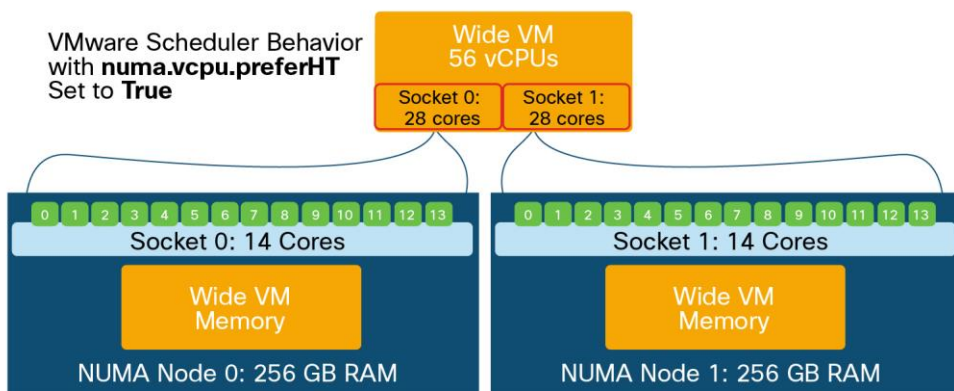 VMware Scheduler Behavior
with numa.vcpu.preferHT
Set to True
Wide VM
56 vCPUs
Socket 0:
28 cores
Socket 1:
28 cores
0 1 2 3 4 5 6 7 8 9 10 11 12 13
Socket 0: 14 Cores
Wide VM
Memory
NUMA Node 0: 256 GB RAM
0 1 2 3 4 5 6 7 8 9 10 11 12 13
Socket 1: 14 Cores
Wide VM
Memory
NUMA Node 1: 256 GB RAM